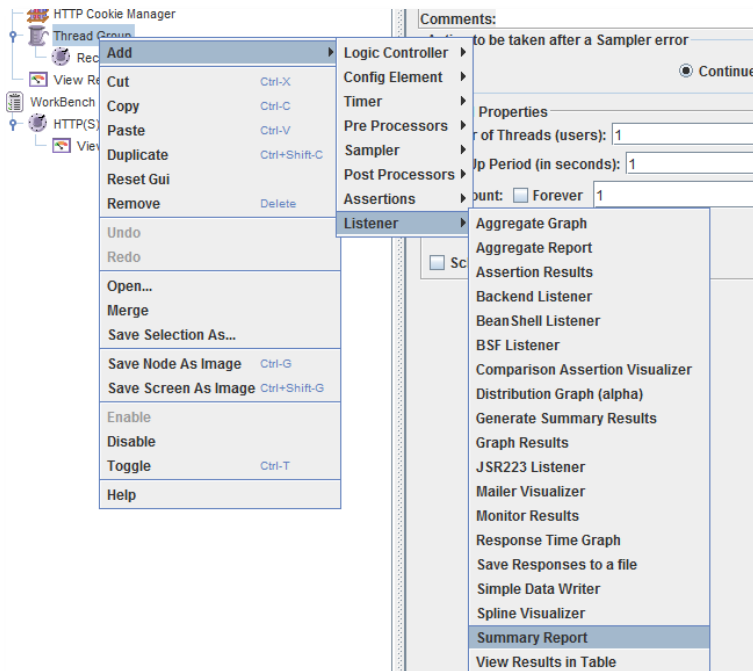 HTTP Cookie Manager
Thread Group
Rec
View Re
WorkBench
HTTP(S)
View
Add
Cut Ctrl-X
Copy Ctrl-C
Paste Ctrl-V
Duplicate Ctrl+Shift-C
Reset Gui
Remove Delete
Undo
Redo
Open...
Merge
Save Selection As...
Save Node As Image Ctrl-G
Save Screen As Image Ctrl+Shift-G
Enable
Disable
Toggle Ctrl-T
Help
Logic Controller
Config Element
Timer
Pre Processors
Sampler
Post Processors
Assertions
Listener
Comments:
to be taken after a Sampler error
Continue
Properties
r of Threads (users): 1
Up Period (in seconds): 1
ount: Forever 1
Sc
Aggregate Graph
Aggregate Report
Assertion Results
Backend Listener
BeanShell Listener
BSF Listener
Comparison Assertion Visualizer
Distribution Graph (alpha)
Generate Summary Results
Graph Results
JSR223 Listener
Mailer Visualizer
Monitor Results
Response Time Graph
Save Responses to a file
Simple Data Writer
Spline Visualizer
Summary Report
View Results in Table